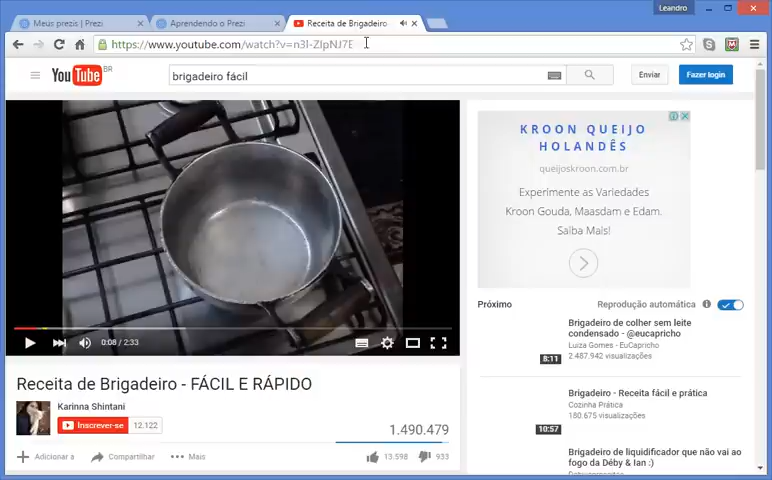 Leandro
Meus prezis | Prezi
Aprendendo o Prezi
Receita de Brigadeiro
https://www.youtube.com/watch?v=n3I-ZIpNJ7E
YouTube BR
brigadeiro fácil
Enviar
Fazer login
KROON QUEIJO
HOLANDÊS
queijoskroon.com.br
Experimente as Variedades
Kroon Gouda, Maasdam e Edam.
Saiba Mais!
Próximo
Reprodução automática
Brigadeiro de colher sem leite
condensado - @eucapricho
Luiza Gomes - EuCapricho
2.487.942 visualizações
8:11
0:08 / 2:33
Receita de Brigadeiro - FÁCIL E RÁPIDO
Karinna Shintani
Inscrever-se
12.122
1.490.479
Adicionar a
Compartilhar
Mais
13.598
933
Brigadeiro - Receita fácil e prática
Cozinha Prática
180.675 visualizações
10:57
Brigadeiro de liquidificador que não vai ao
fogo da Déby & Ian :)